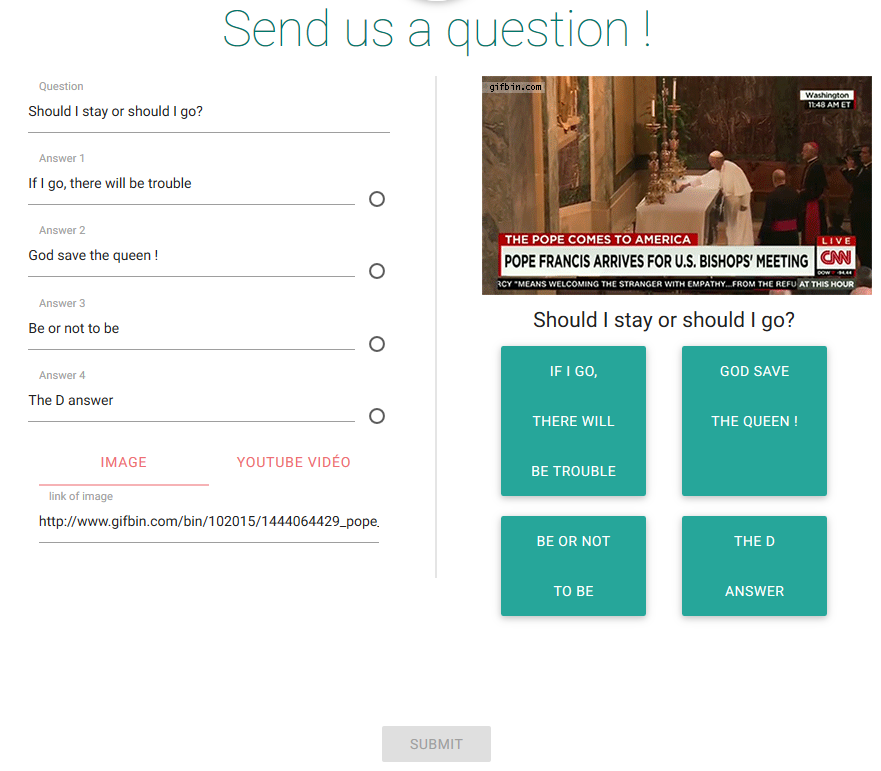 Send us a question !
Question
Should I stay or should I go?
Answer 1
If I go, there will be trouble
Answer 2
God save the queen !
Answer 3
Be or not to be
Answer 4
The D answer
IMAGE
YOUTUBE VIDÉO
link of image
http://www.gifbin.com/bin/102015/1444064429_pope_
gifbin.com
Washington
11:48 AM ET
THE POPE COMES TO AMERICA
LIVE
POPE FRANCIS ARRIVES FOR U.S. BISHOPS' MEETING
CNN
DOW -94.44
RCY "MEANS WELCOMING THE STRANGER WITH EMPATHY...FROM THE REFU
AT THIS HOUR
Should I stay or should I go?
IF I GO,
THERE WILL
BE TROUBLE
GOD SAVE
THE QUEEN !
BE OR NOT
TO BE
THE D
ANSWER
SUBMIT